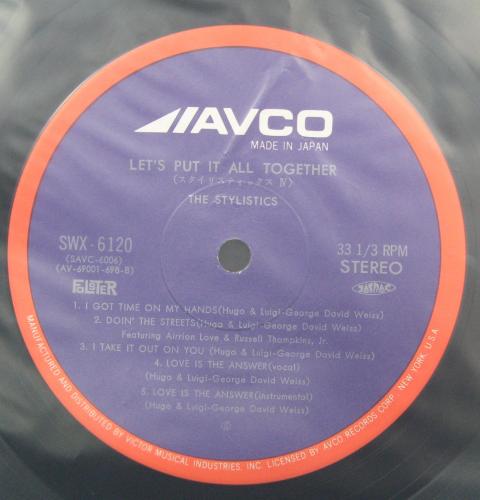 AVCO
MADE IN JAPAN
LET'S PUT IT ALL TOGETHER
〈スタイリスティックス Ⅳ〉
THE STYLISTICS
SWX-6120
(SAVC-6006)
(AV-69001-698-B)
33 1/3 RPM
STEREO
JASRAC
1. I GOT TIME ON MY HANDS(Hugo & Luigi-George David Weiss)
2. DOIN' THE STREETS(Hugo & Luigi-George David Weiss)
Featuring Airrion Love & Russell Thompkins, Jr.
3. I TAKE IT OUT ON YOU (Hugo & Luigi-George David Weiss)
4. LOVE IS THE ANSWER(vocal)
(Hugo & Luigi-George David Weiss)
5. LOVE IS THE ANSWER(instrumental)
(Hugo & Luigi-George David Weiss)
MANUFACTURED AND DISTRIBUTED BY VICTOR MUSICAL INDUSTRIES, INC. LICENSED BY AVCO RECORDS CORP. NEW YORK, U.S.A.